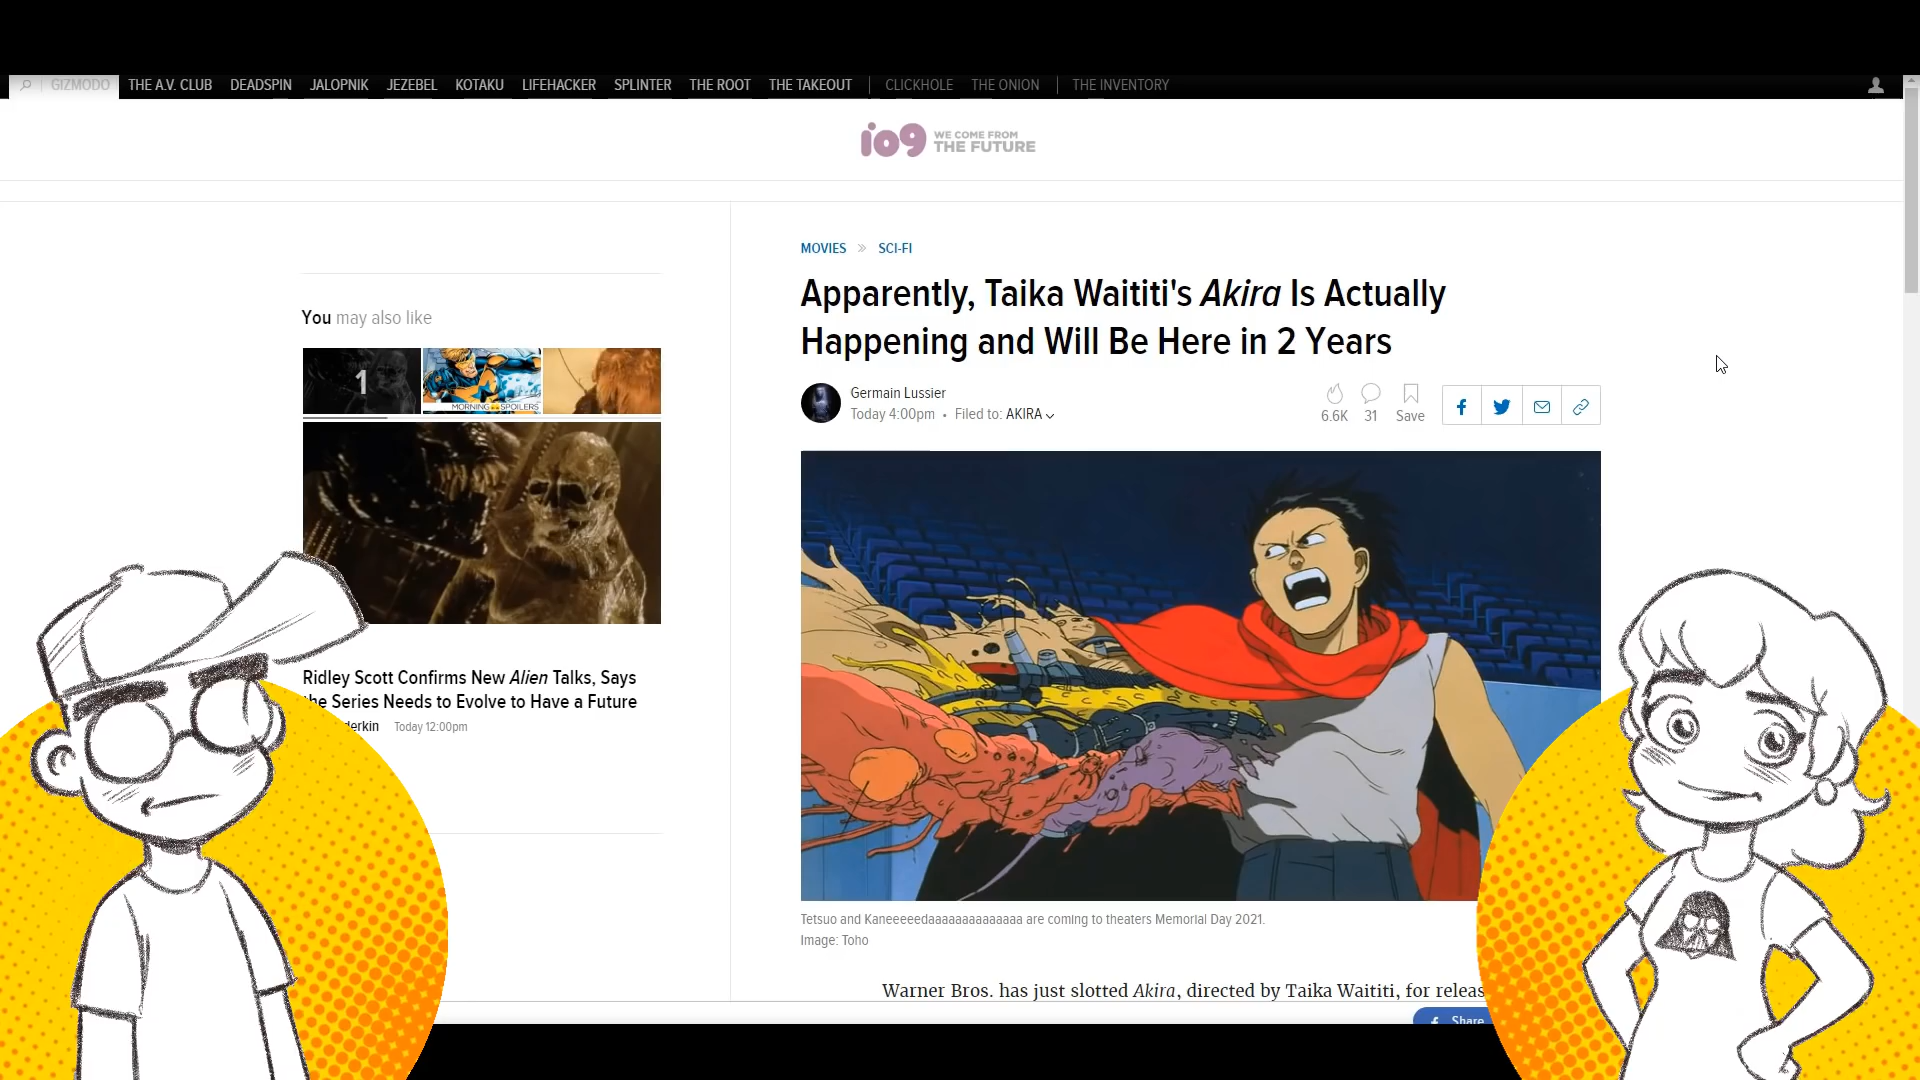 GIZMODO THE A.V. CLUB DEADSPIN JALOPNIK JEZEBEL KOTAKU LIFEHACKER SPLINTER THE ROOT THE TAKEOUT CLICKHOLE THE ONION THE INVENTORY
io9 WE COME FROM
THE FUTURE
MOVIES » SCI-FI
Apparently, Taika Waititi's Akira Is Actually
Happening and Will Be Here in 2 Years
Germain Lussier
Today 4:00pm • Filed to: AKIRA
6.6K 31 Save
You may also like
1
MORNING SPOILERS
Ridley Scott Confirms New Alien Talks, Says
the Series Needs to Evolve to Have a Future
Today 12:00pm
Tetsuo and Kaneeeeedaaaaaaaaaaaaaa are coming to theaters Memorial Day 2021.
Image: Toho
Warner Bros. has just slotted Akira, directed by Taika Waititi, for releas
Share